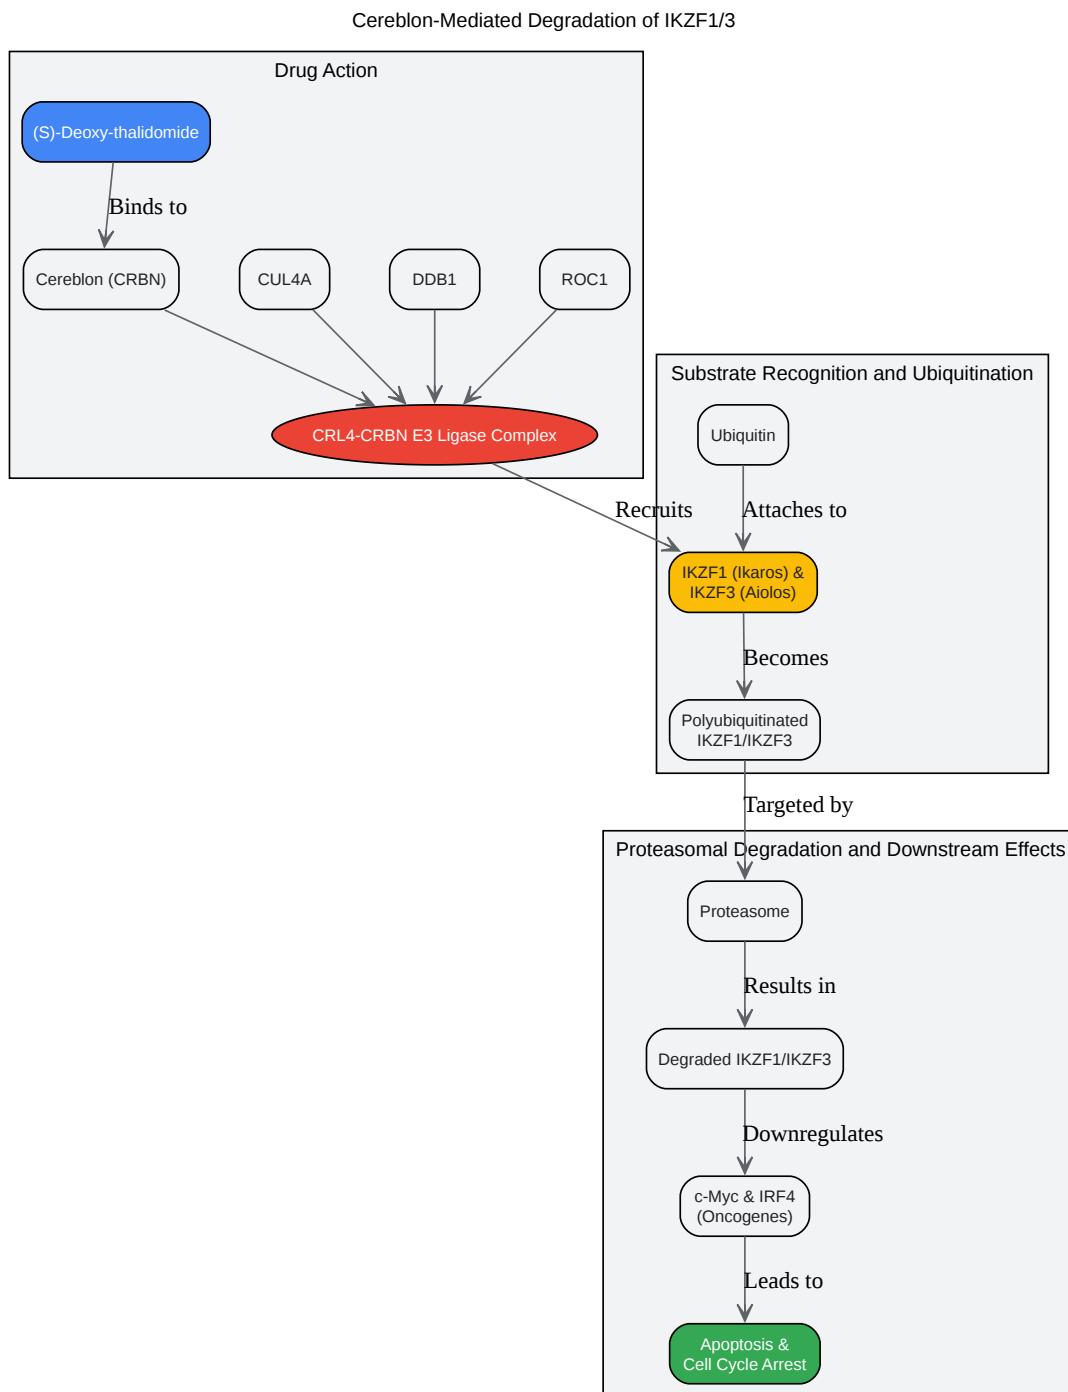 Cereblon-Mediated Degradation of IKZF1/3
Drug Action
(S)-Deoxy-thalidomide
Binds to
Cereblon (CRBN)
CUL4A
DDB1
ROC1
CRL4-CRBN E3 Ligase Complex
Recruits
Substrate Recognition and Ubiquitination
Ubiquitin
Attaches to
IKZF1 (Ikaros) &
IKZF3 (Aiolos)
Becomes
Polyubiquitinated
IKZF1/IKZF3
Targeted by
Proteasomal Degradation and Downstream Effects
Proteasome
Results in
Degraded IKZF1/IKZF3
Downregulates
c-Myc & IRF4
(Oncogenes)
Leads to
Apoptosis &
Cell Cycle Arrest